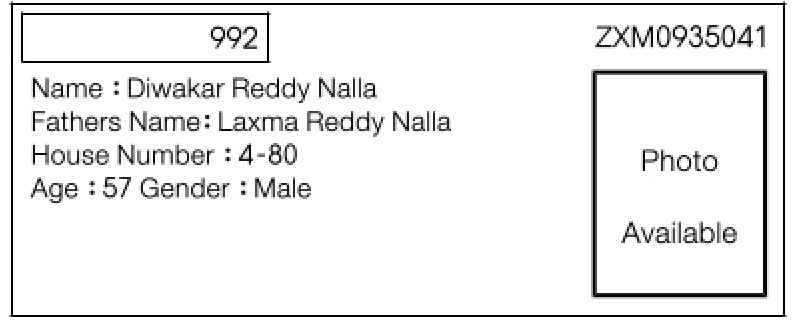 992
ZXM0935041
Name : Diwakar Reddy Nalla
Fathers Name: Laxma Reddy Nalla
House Number : 4-80
Age : 57 Gender : Male
Photo
Available